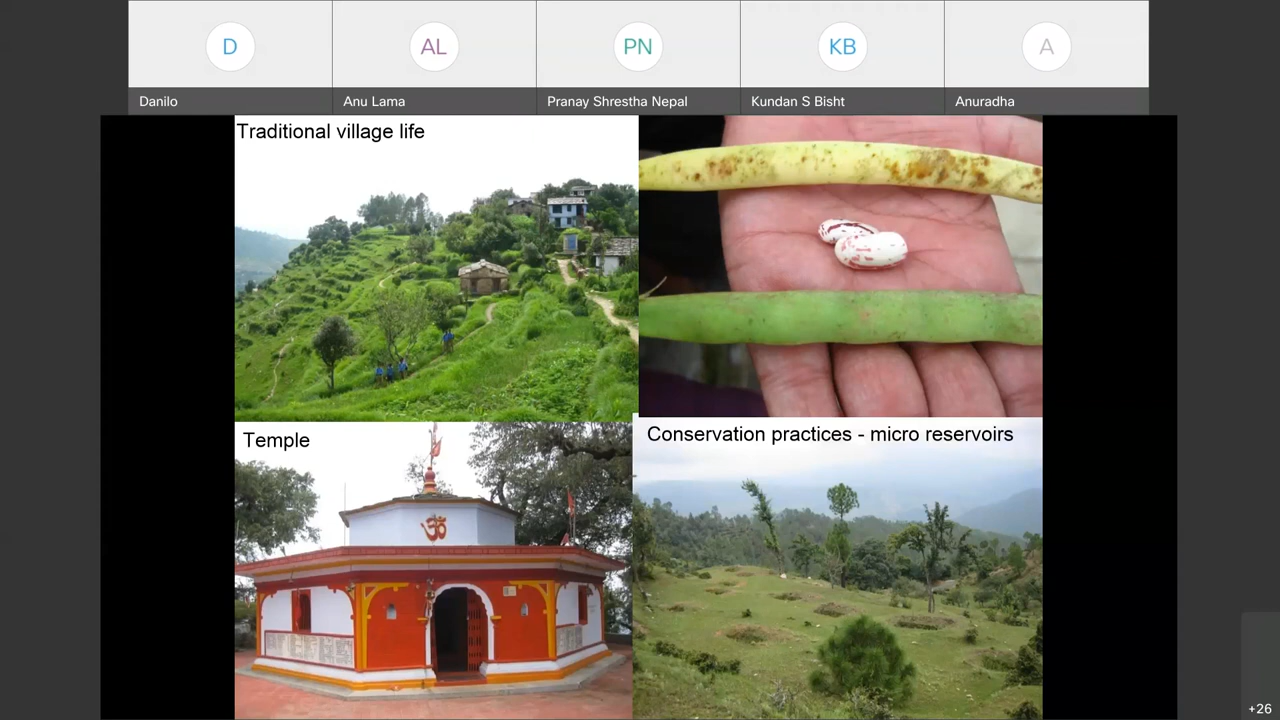 D
AL
PN
KB
A
Danilo
Anu Lama
Pranay Shrestha Nepal
Kundan S Bisht
Anuradha
Traditional village life
Temple
ॐ
Conservation practices - micro reservoirs
+26